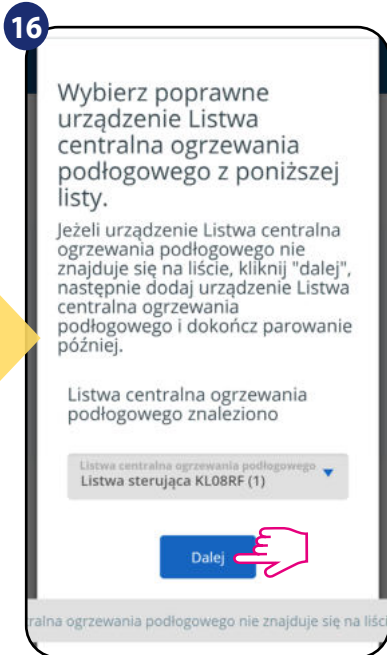 16
Wybierz poprawne
urządzenie Listwa
centralna ogrzewania
podłogowego z poniższej
listy.
Jeżeli urządzenie Listwa centralna
ogrzewania podłogowego nie
znajduje się na liście, kliknij "dalej",
następnie dodaj urządzenie Listwa
centralna ogrzewania
podłogowego i dokończ parowanie
później.
Listwa centralna ogrzewania
podłogowego znaleziono
Listwa centralna ogrzewania podłogowego
Listwa sterująca KL08RF (1)
Dalej
ralna ogrzewania podłogowego nie znajduje się na liści